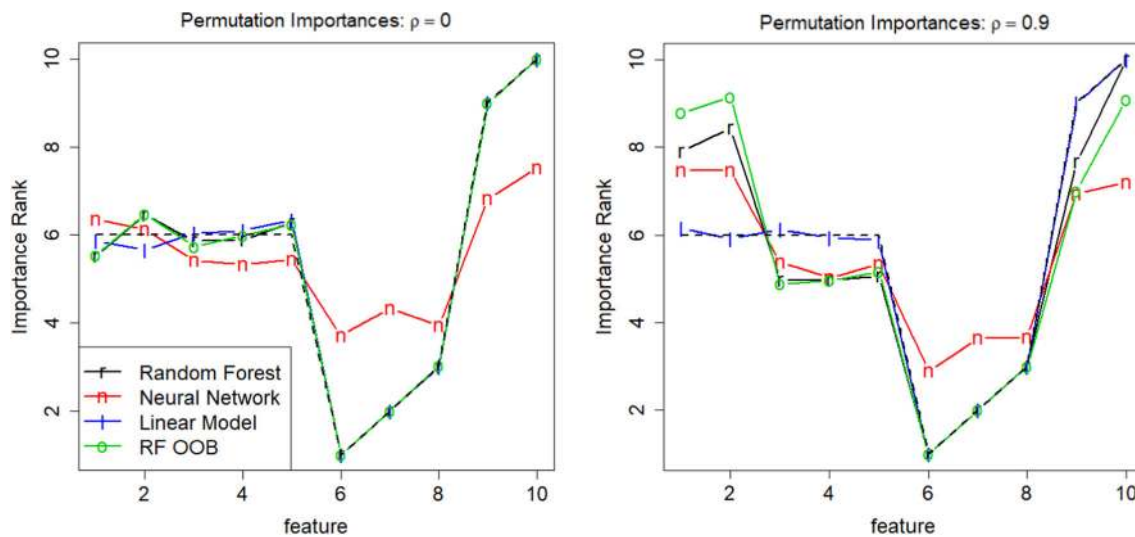 Permutation Importances: ρ = 0
Importance Rank
10
8
6
4
2
r Random Forest
n Neural Network
l Linear Model
o RF OOB
2 4 6 8 10
feature
Permutation Importances: ρ = 0.9
Importance Rank
10
8
6
4
2
2 4 6 8 10
feature